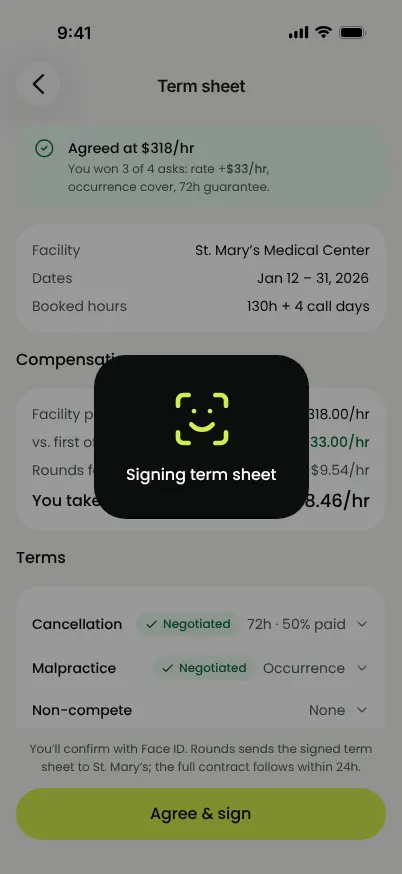 9:41
Term sheet
Agreed at $318/hr
You won 3 of 4 asks: rate +$33/hr,
occurrence cover, 72h guarantee.
Facility St. Mary's Medical Center
Dates Jan 12 – 31, 2026
Booked hours 130h + 4 call days
Facility 318.00/hr
vs. first 33.00/hr
Rounds $9.54/hr
You take 8.46/hr
Signing term sheet
Terms
Cancellation Negotiated 72h · 50% paid
Malpractice Negotiated Occurrence
Non-compete None
You'll confirm with Face ID. Rounds sends the signed term
sheet to St. Mary's; the full contract follows within 24h.
Agree & sign